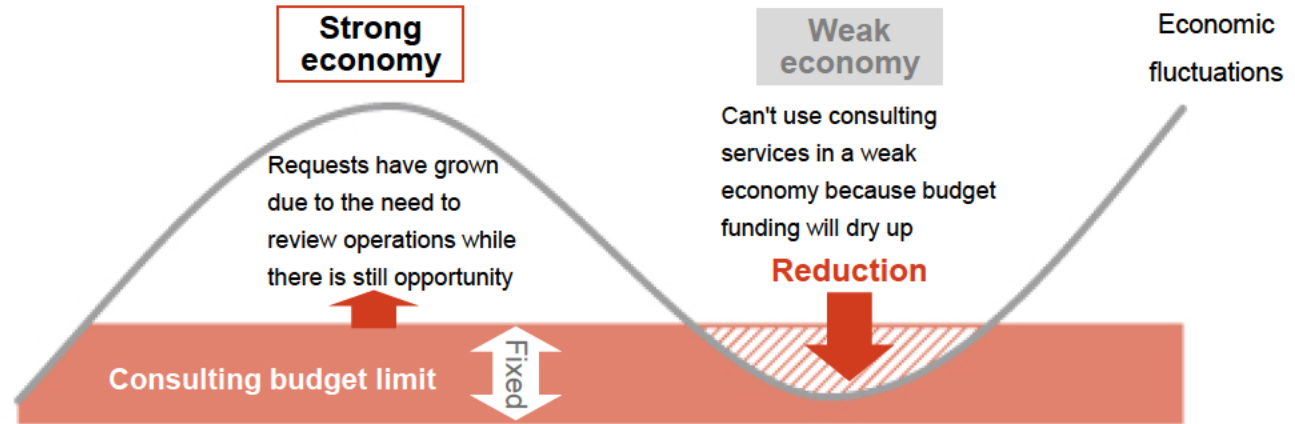 Strong
economy
Weak
economy
Economic
fluctuations
Requests have grown
due to the need to
review operations while
there is still opportunity
Can't use consulting
services in a weak
economy because budget
funding will dry up
Reduction
Consulting budget limit
Fixed